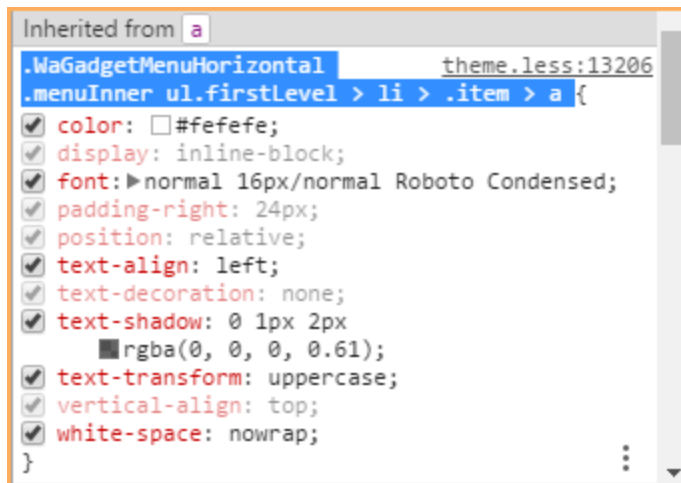 Inherited from a
.WaGadgetMenuHorizontal theme.less:13206
.menuInner ul.firstLevel > li > .item > a {
color: #fefefe;
display: inline-block;
font: normal 16px/normal Roboto Condensed;
padding-right: 24px;
position: relative;
text-align: left;
text-decoration: none;
text-shadow: 0 1px 2px
rgba(0, 0, 0, 0.61);
text-transform: uppercase;
vertical-align: top;
white-space: nowrap;
}